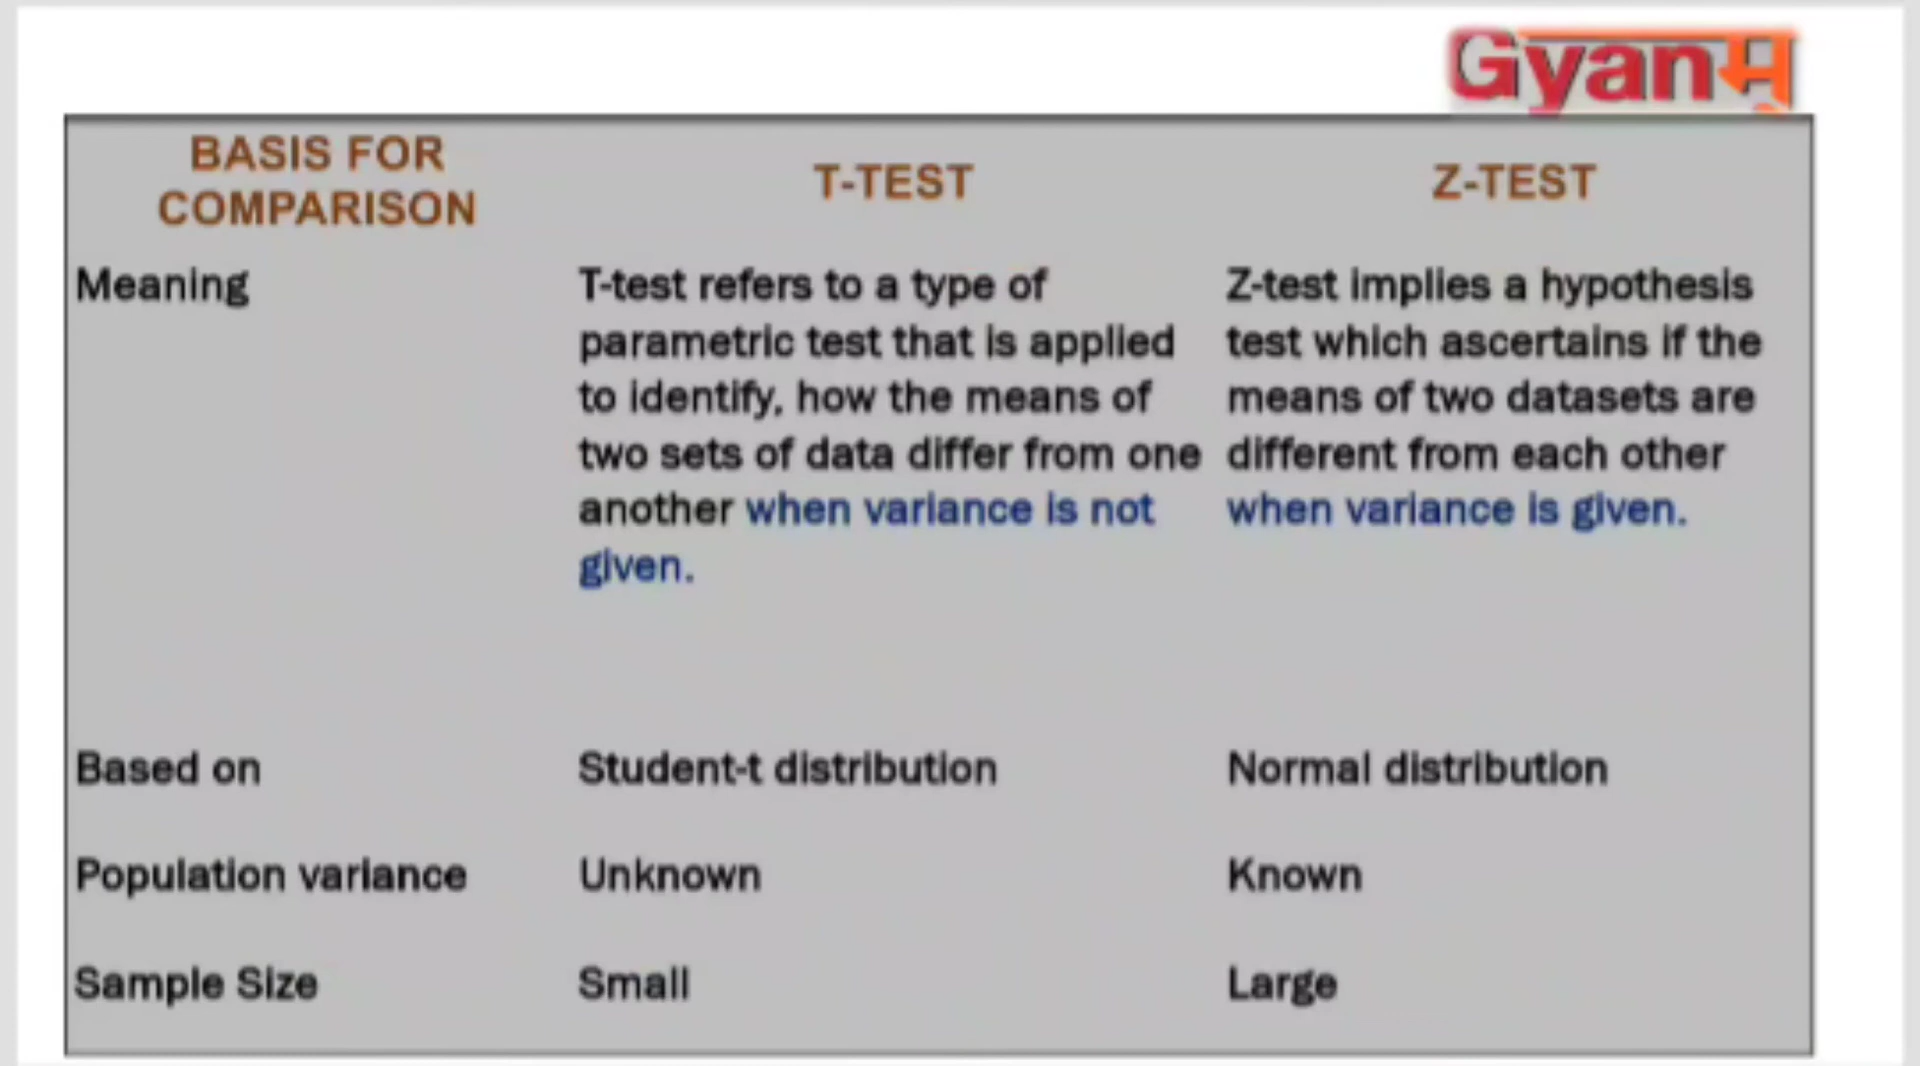 Gyanमृ
BASIS FOR
COMPARISON
T-TEST
Z-TEST
Meaning
T-test refers to a type of
parametric test that is applied
to identify, how the means of
two sets of data differ from one
another when variance is not
given.
Z-test implies a hypothesis
test which ascertains if the
means of two datasets are
different from each other
when variance is given.
Based on
Student-t distribution
Normal distribution
Population variance
Unknown
Known
Sample Size
Small
Large